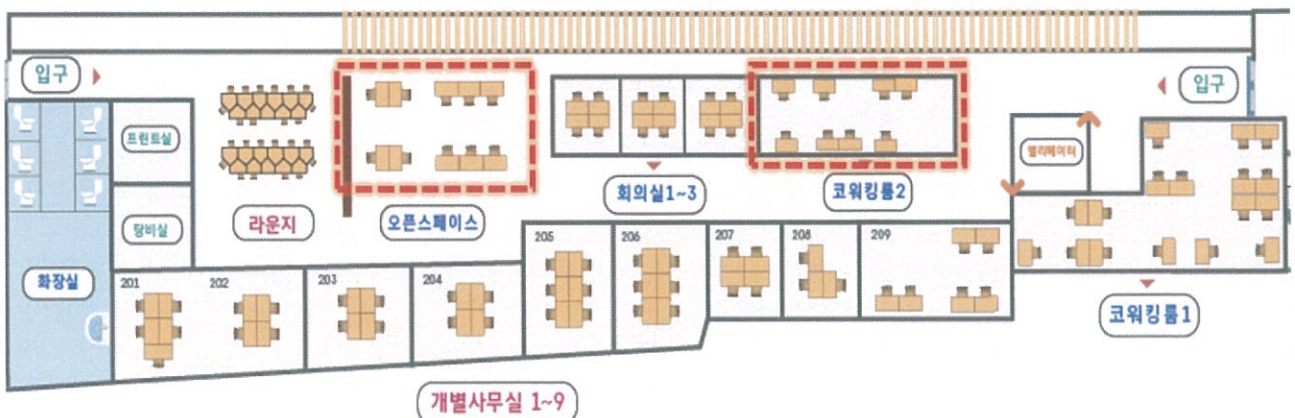 입구
입구
프린트실
엘리베이터
회의실1~3
코워킹룸2
탕비실
라운지
오픈스페이스
205
206
207
208
209
화장실
201
202
203
204
코워킹룸1
개별사무실 1~9